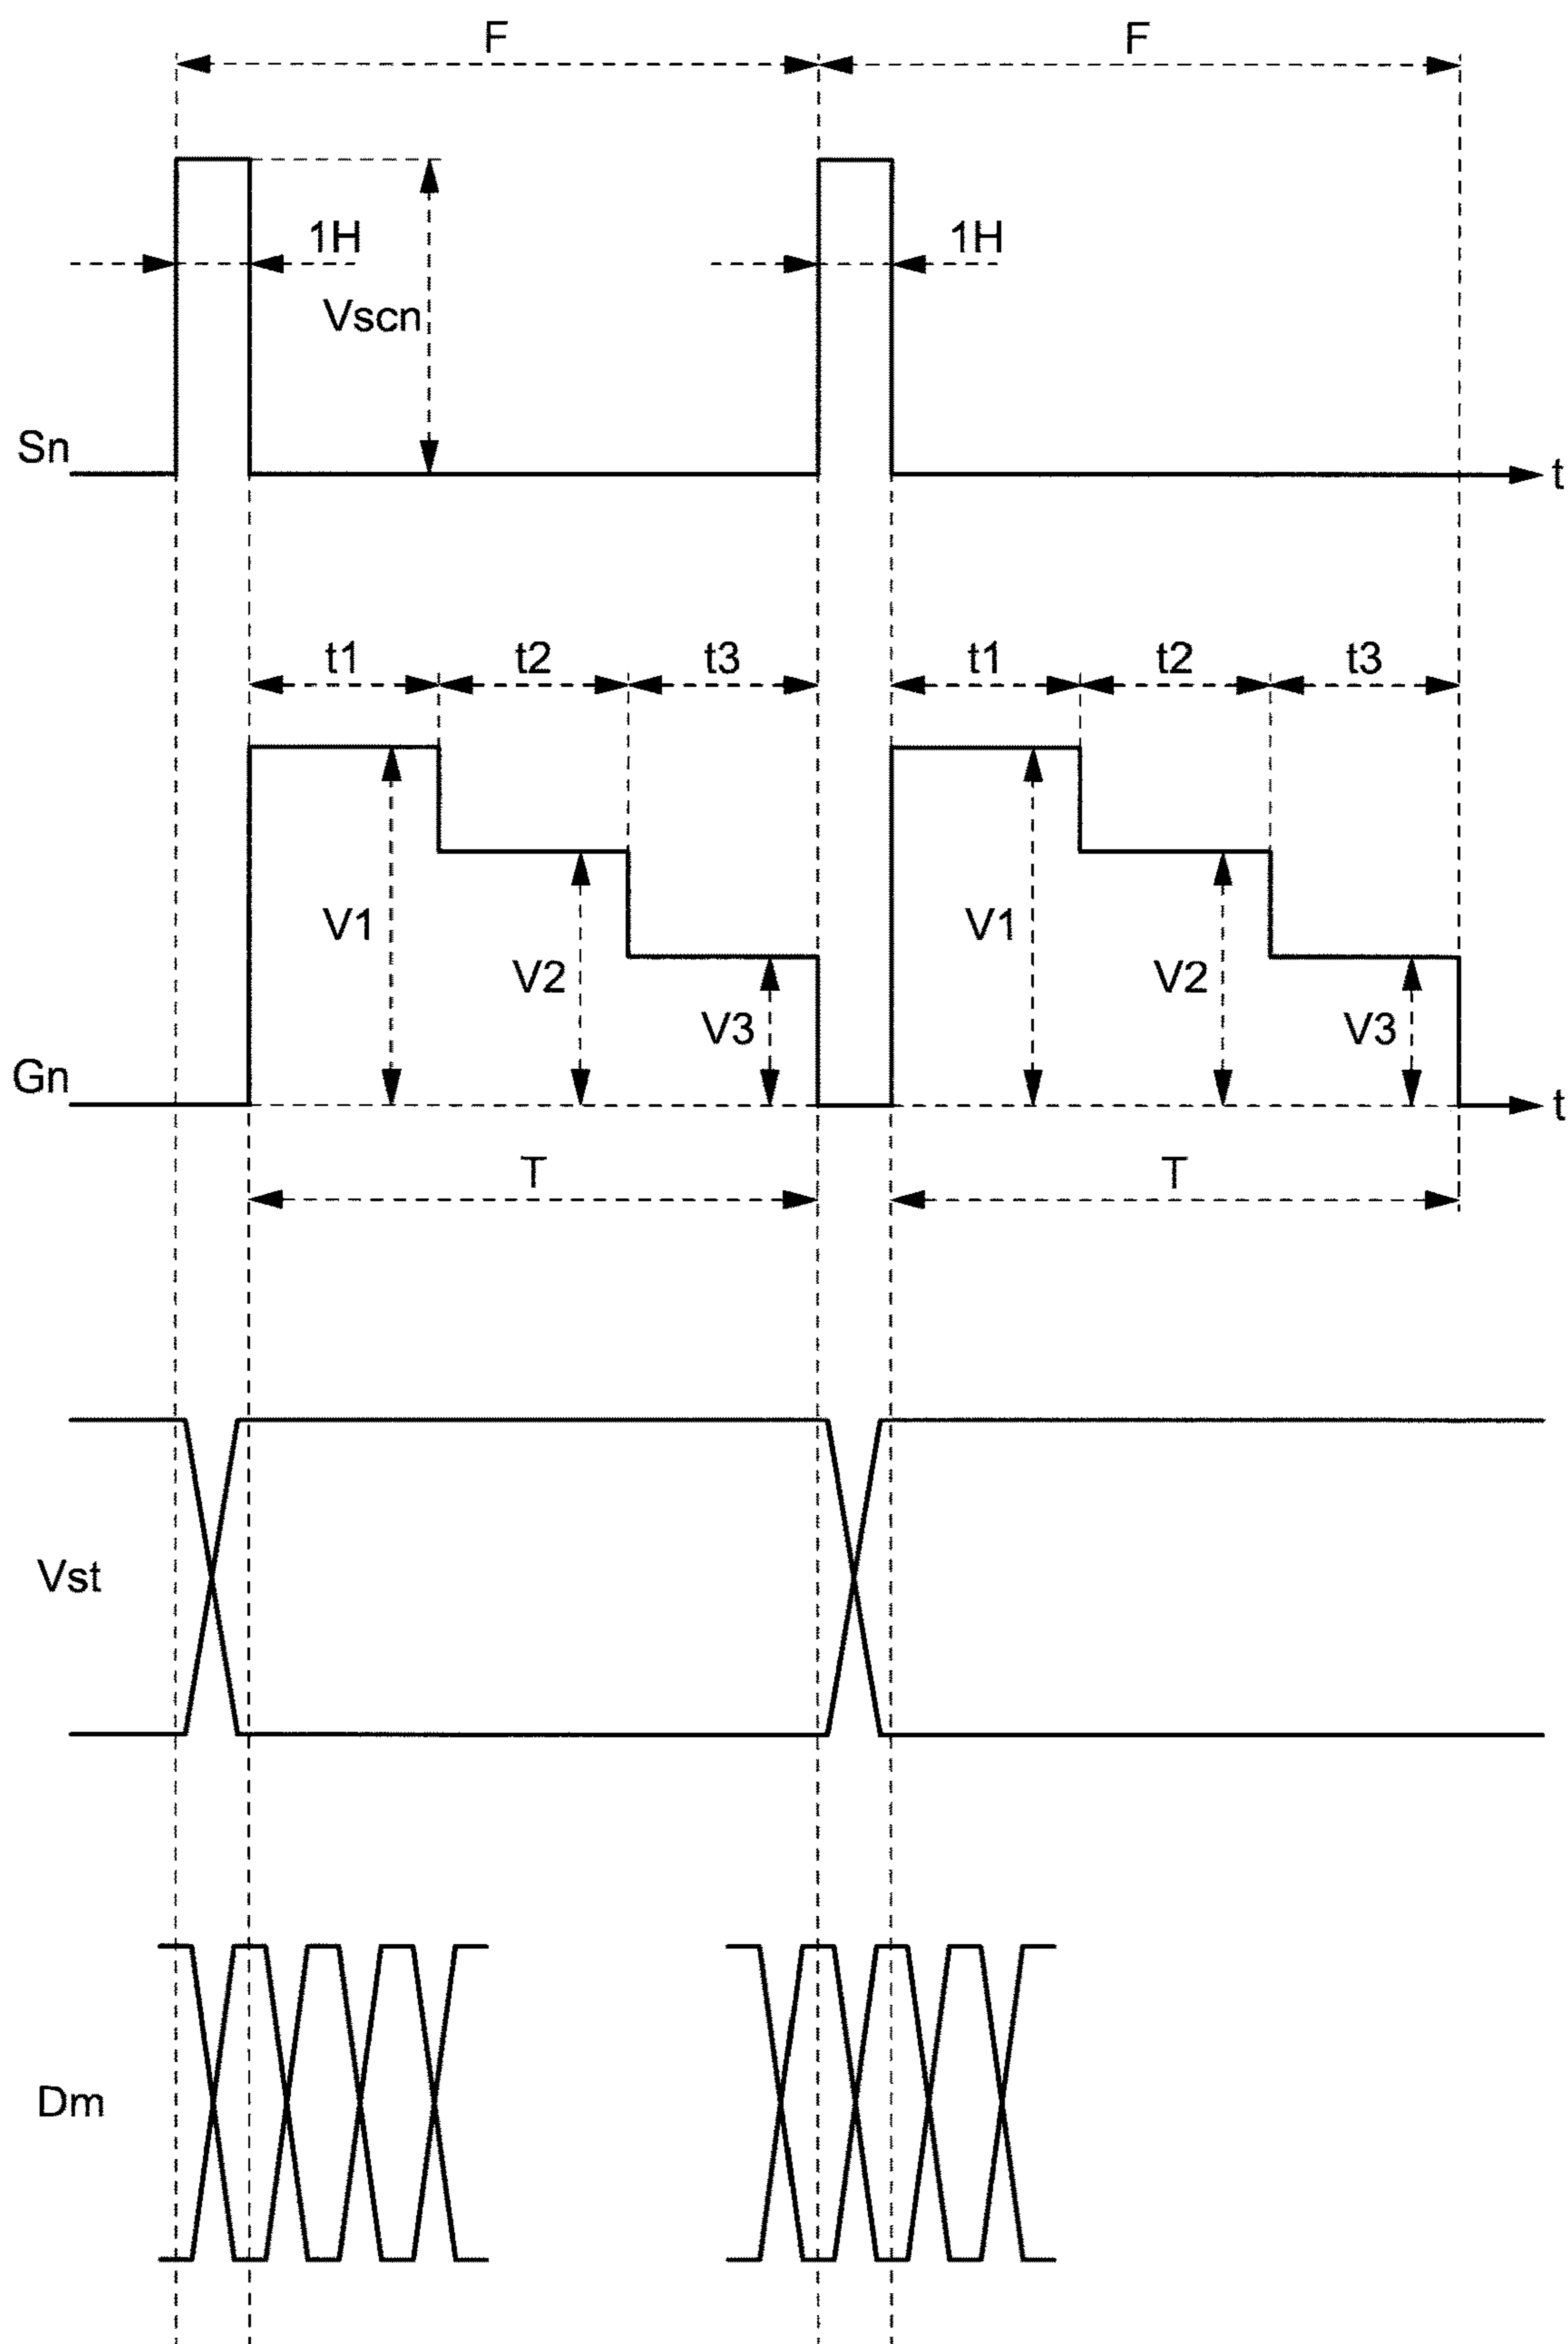 F F
1H 1H
Vscn
Sn t
t1 t2 t3 t1 t2 t3
V1 V1
V2 V2
V3 V3
Gn t
T T
Vst
Dm